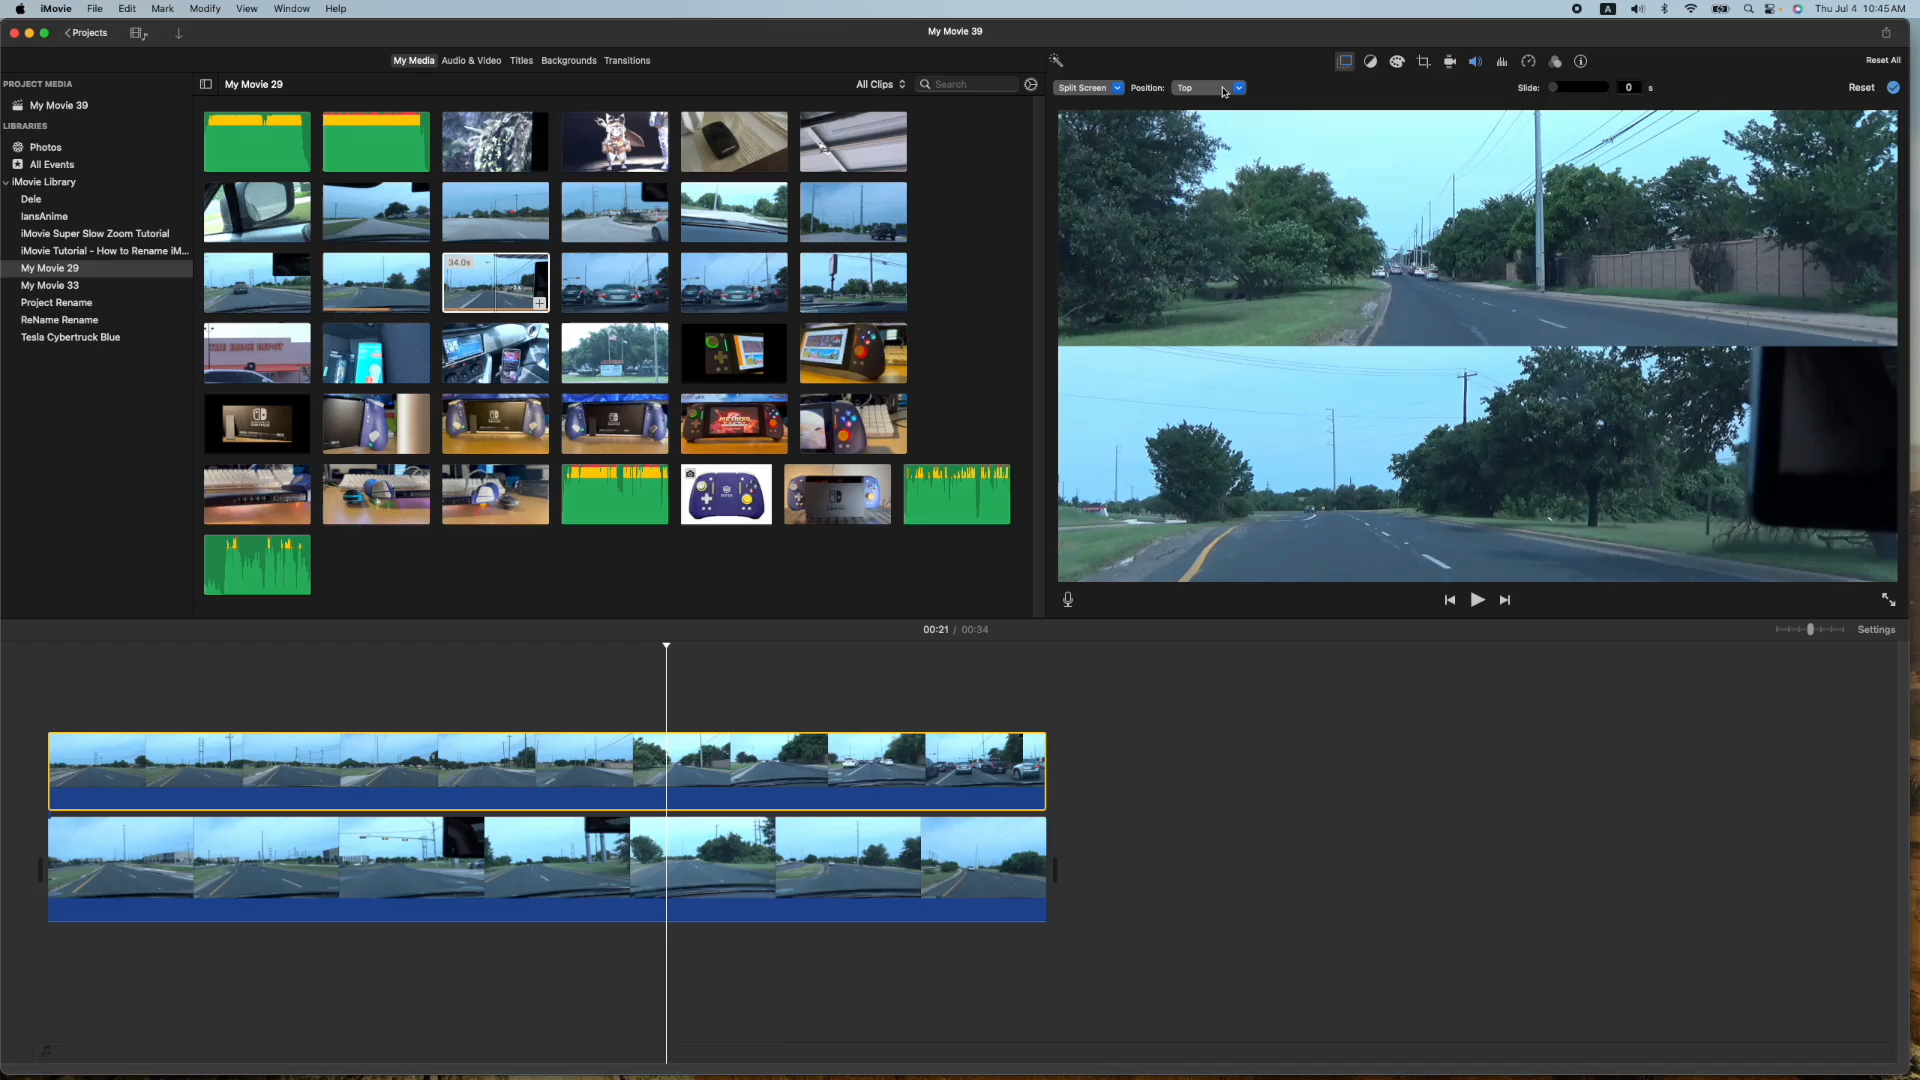 iMovie File Edit Mark Modify View Window Help
A
Thu Jul 4 10:45 AM
Projects
My Movie 39
My Media Audio & Video Titles Backgrounds Transitions
Reset All
PROJECT MEDIA
My Movie 39
LIBRARIES
Photos
All Events
iMovie Library
Dele
IansAnime
iMovie Super Slow Zoom Tutorial
iMovie Tutorial - How to Rename iM...
My Movie 29
My Movie 33
Project Rename
ReName Rename
Tesla Cybertruck Blue
My Movie 29
All Clips
Search
34.0s
Split Screen Position: Top
Slide: 0 s
Reset
00:21 / 00:34
Settings